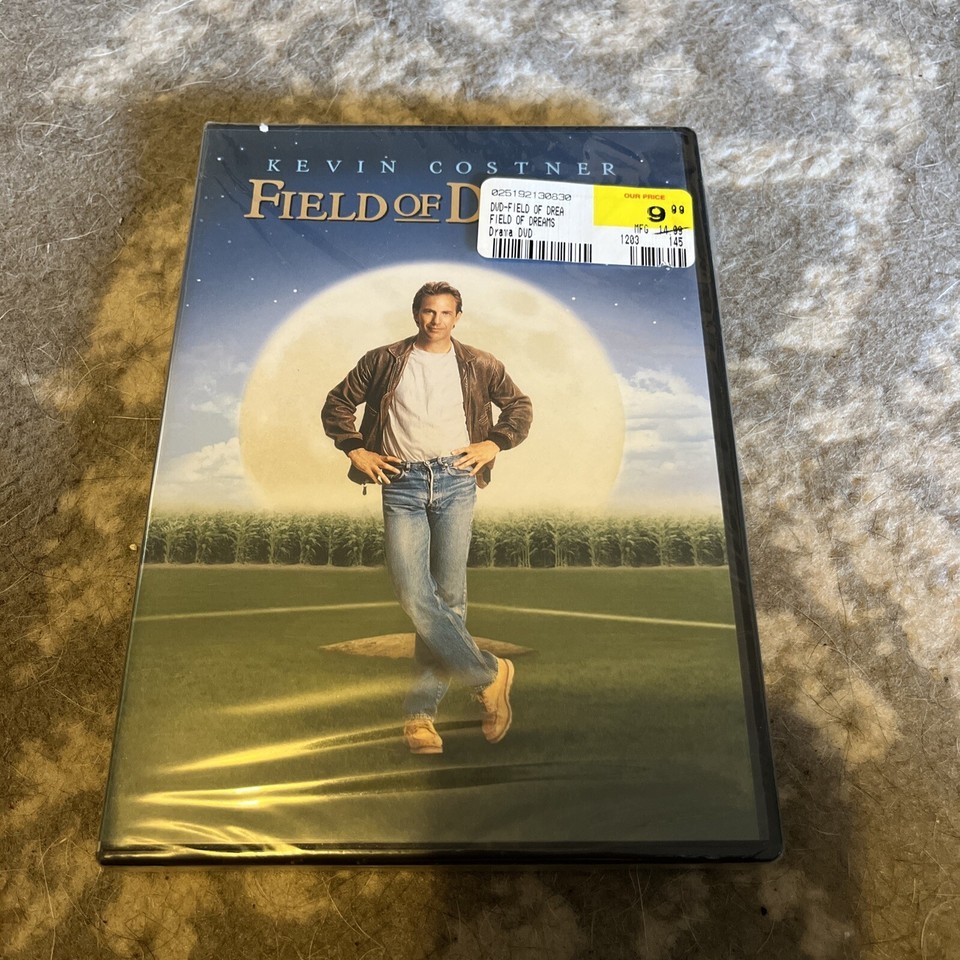 KEVIN COSTNER
FIELD OF D
025192130830
OUR PRICE
9 99
DVD-FIELD OF DREA
FIELD OF DREAMS
MFG 14.99
Drama DVD
1203 145